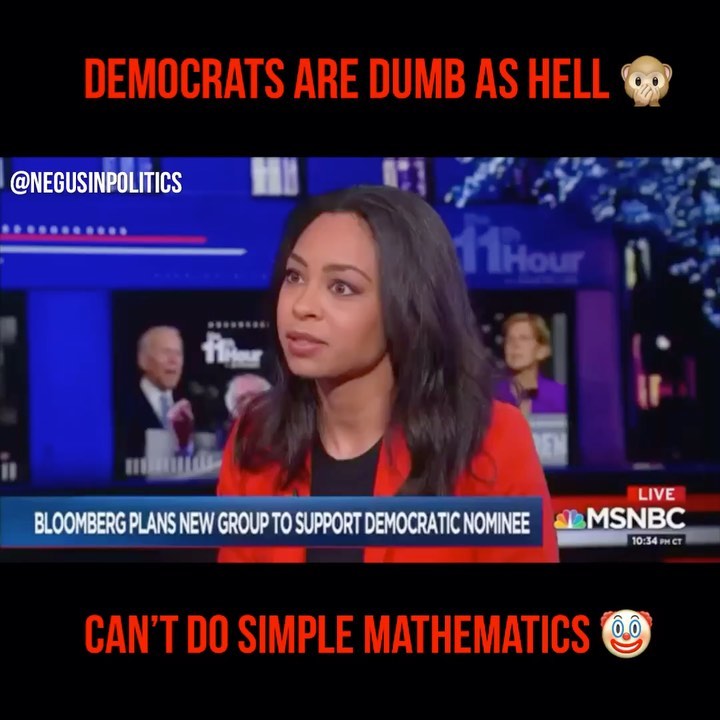 DEMOCRATS ARE DUMB AS HELL 🙊
@NEGUSINPOLITICS
11
Hour
11
Hour
LIVE
BLOOMBERG PLANS NEW GROUP TO SUPPORT DEMOCRATIC NOMINEE
MSNBC
10:34 PM CT
CAN'T DO SIMPLE MATHEMATICS 🤡